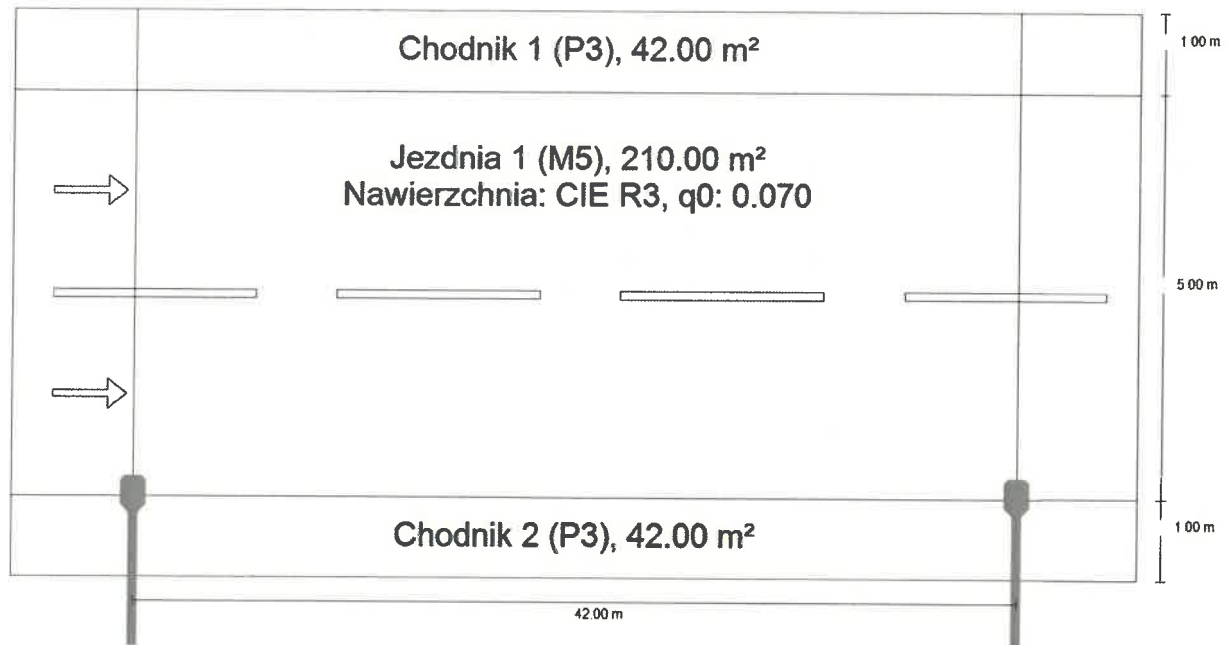 Chodnik 1 (P3), 42.00 m²
1 00 m
Jezdnia 1 (M5), 210.00 m²
Nawierzchnia: CIE R3, q0: 0.070
5 00 m
Chodnik 2 (P3), 42.00 m²
1 00 m
42.00 m